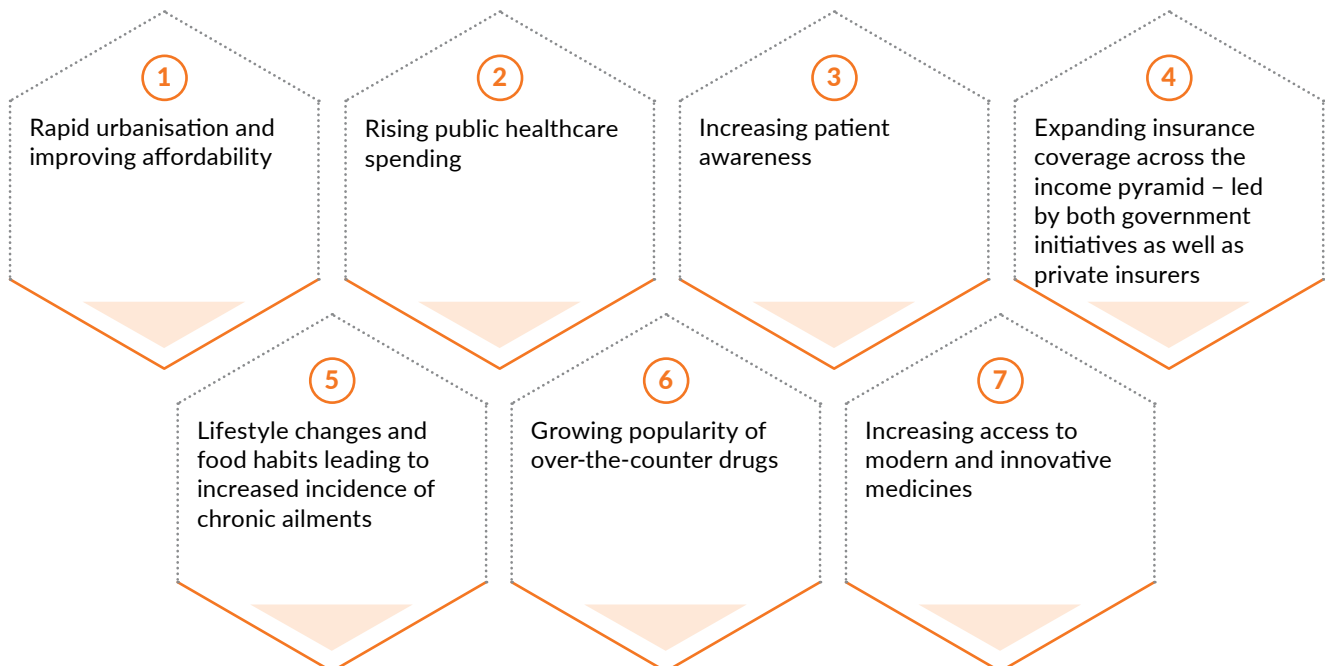 1
Rapid urbanisation and
improving affordability
2
Rising public healthcare
spending
3
Increasing patient
awareness
4
Expanding insurance
coverage across the
income pyramid – led
by both government
initiatives as well as
private insurers
5
Lifestyle changes and
food habits leading to
increased incidence of
chronic ailments
6
Growing popularity of
over-the-counter drugs
7
Increasing access to
modern and innovative
medicines